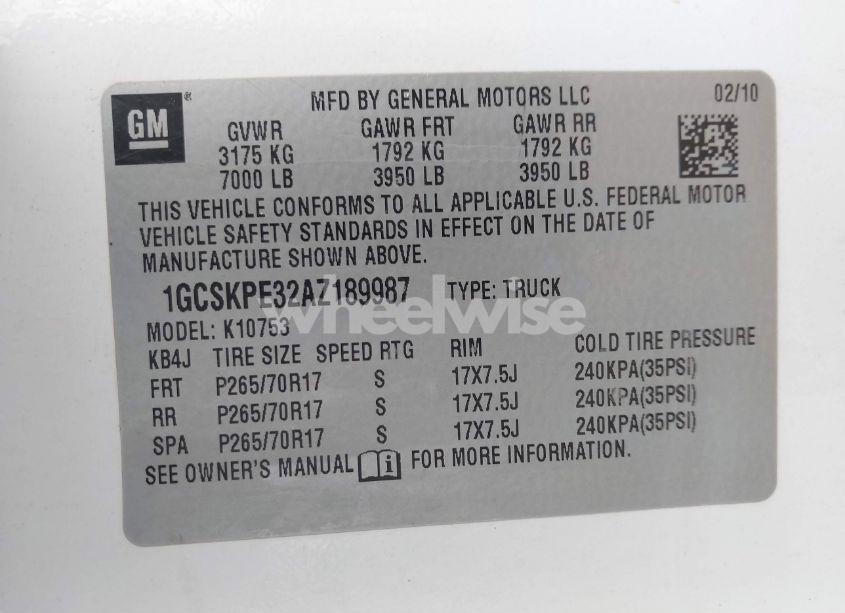 GM ®
MFD BY GENERAL MOTORS LLC 02/10
GVWR GAWR FRT GAWR RR
3175 KG 1792 KG 1792 KG
7000 LB 3950 LB 3950 LB
THIS VEHICLE CONFORMS TO ALL APPLICABLE U.S. FEDERAL MOTOR
VEHICLE SAFETY STANDARDS IN EFFECT ON THE DATE OF
MANUFACTURE SHOWN ABOVE.
1GCSKPE32AZ189987 TYPE: TRUCK
wheelwise
MODEL: K10753
KB4J TIRE SIZE SPEED RTG RIM COLD TIRE PRESSURE
FRT P265/70R17 S 17X7.5J 240KPA(35PSI)
RR P265/70R17 S 17X7.5J 240KPA(35PSI)
SPA P265/70R17 S 17X7.5J 240KPA(35PSI)
SEE OWNER'S MANUAL i FOR MORE INFORMATION.